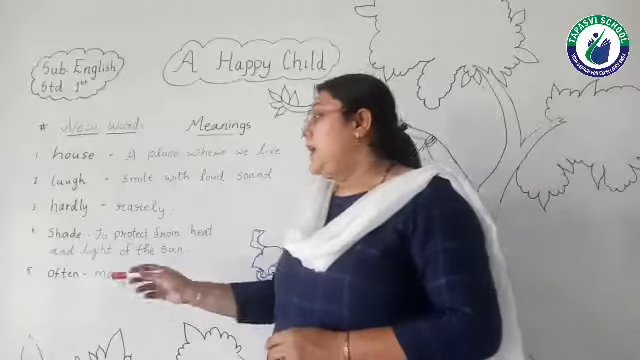 Sub: English
Std 1st
A Happy Child
# New Words Meanings
1. house - A place where we live
2. laugh - smile with loud sound
3. hardly - rarely.
4. Shade - To protect from heat
and light of the sun.
5. Often -
TAPASVI SCHOOL